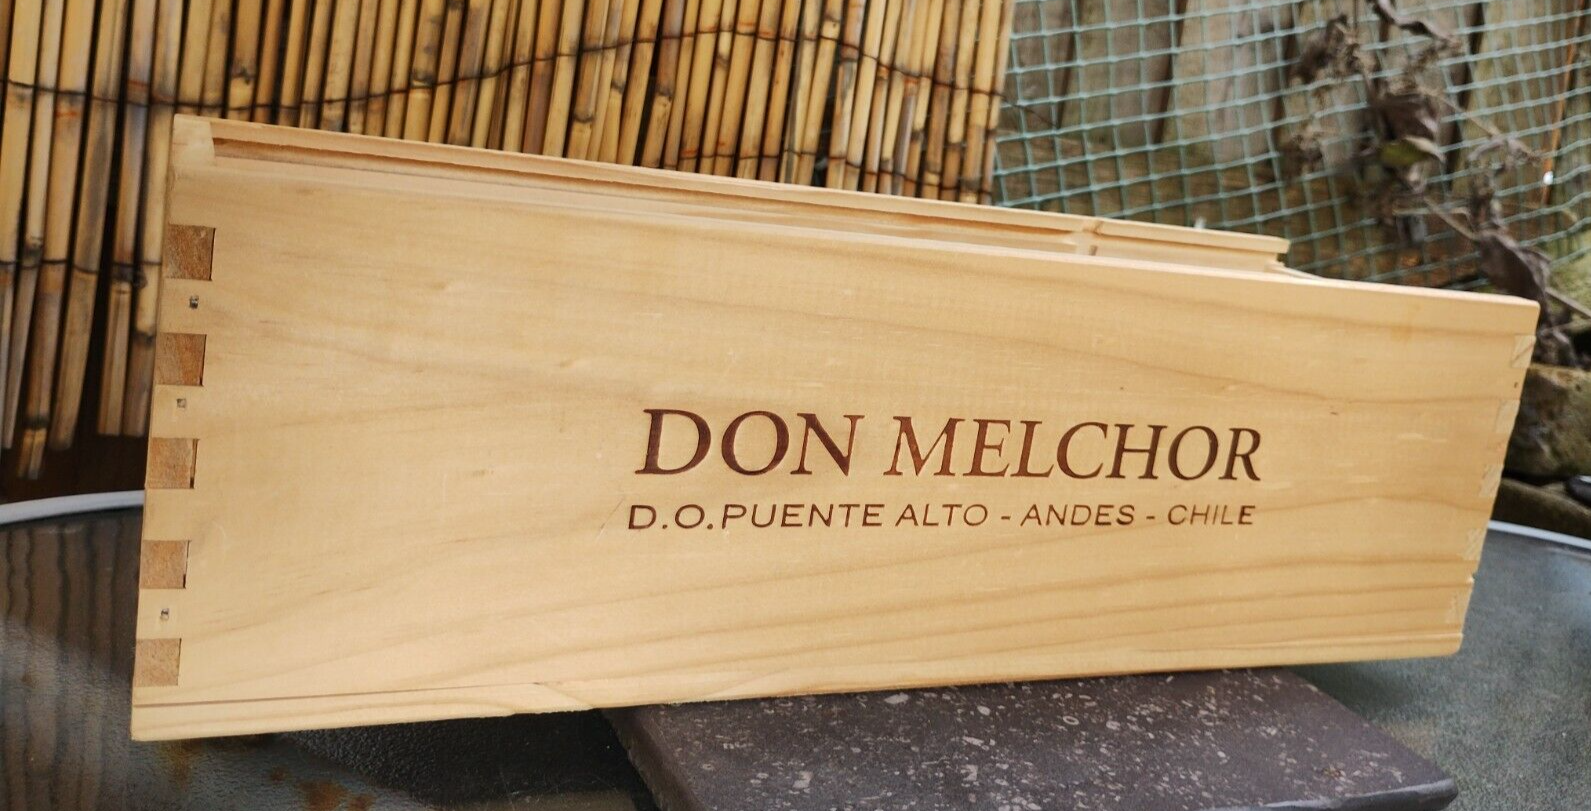 DON MELCHOR
D.O.PUENTE ALTO - ANDES - CHILE